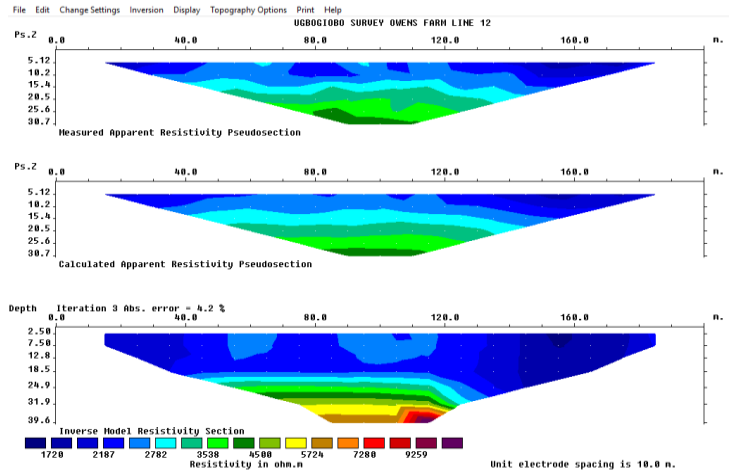 File Edit Change Settings Inversion Display Topography Options Print Help
UGBOGIOBO SURVEY OWENS FARM LINE 12
Ps.Z 0.0 40.0 80.0 120.0 160.0 m.
5.12
10.2
15.4
20.5
25.6
30.7
Measured Apparent Resistivity Pseudosection
Ps.Z 0.0 40.0 80.0 120.0 160.0 m.
5.12
10.2
15.4
20.5
25.6
30.7
Calculated Apparent Resistivity Pseudosection
Depth Iteration 3 Abs. error = 4.2 %
0.0 40.0 80.0 120.0 160.0 m.
2.50
7.50
12.8
18.5
24.9
31.9
39.6
Inverse Model Resistivity Section
1720 2187 2782 3538 4500 5724 7280 9259
Resistivity in ohm.m Unit electrode spacing is 10.0 m.